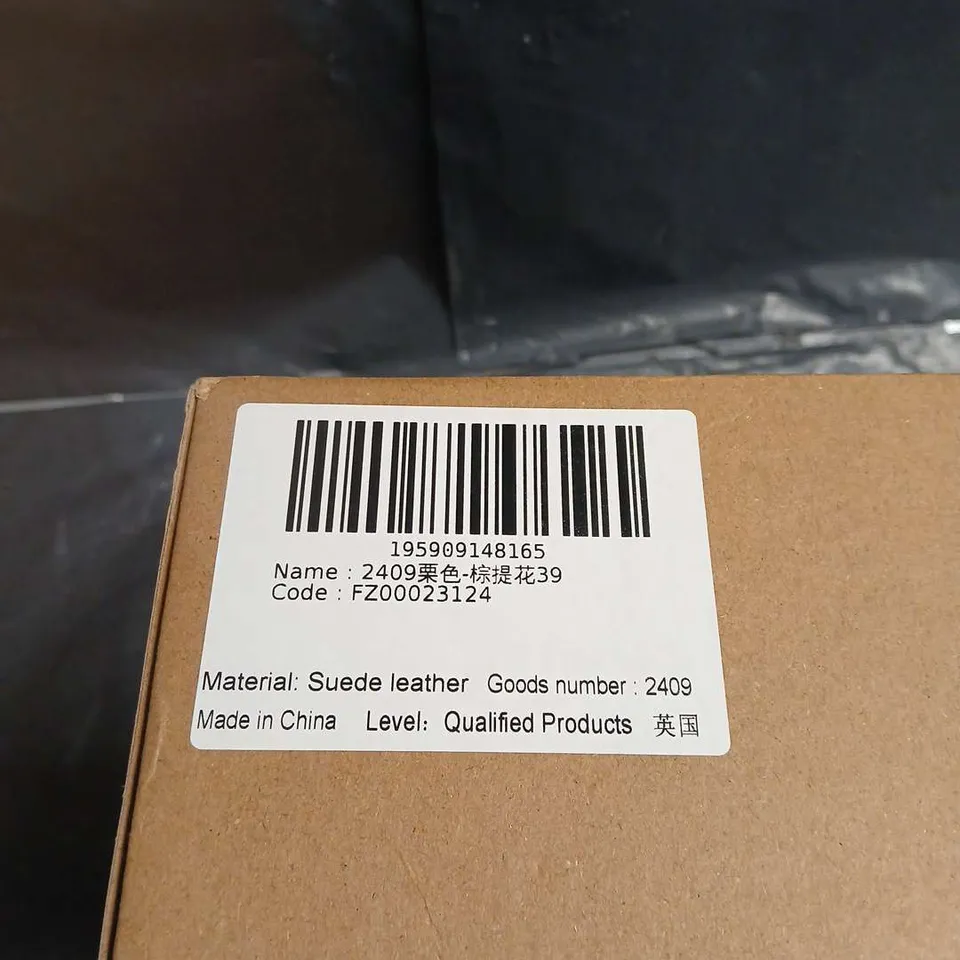 195909148165
Name : 2409栗色-棕提花39
Code : FZ00023124
Material: Suede leather Goods number : 2409
Made in China Level: Qualified Products 英国